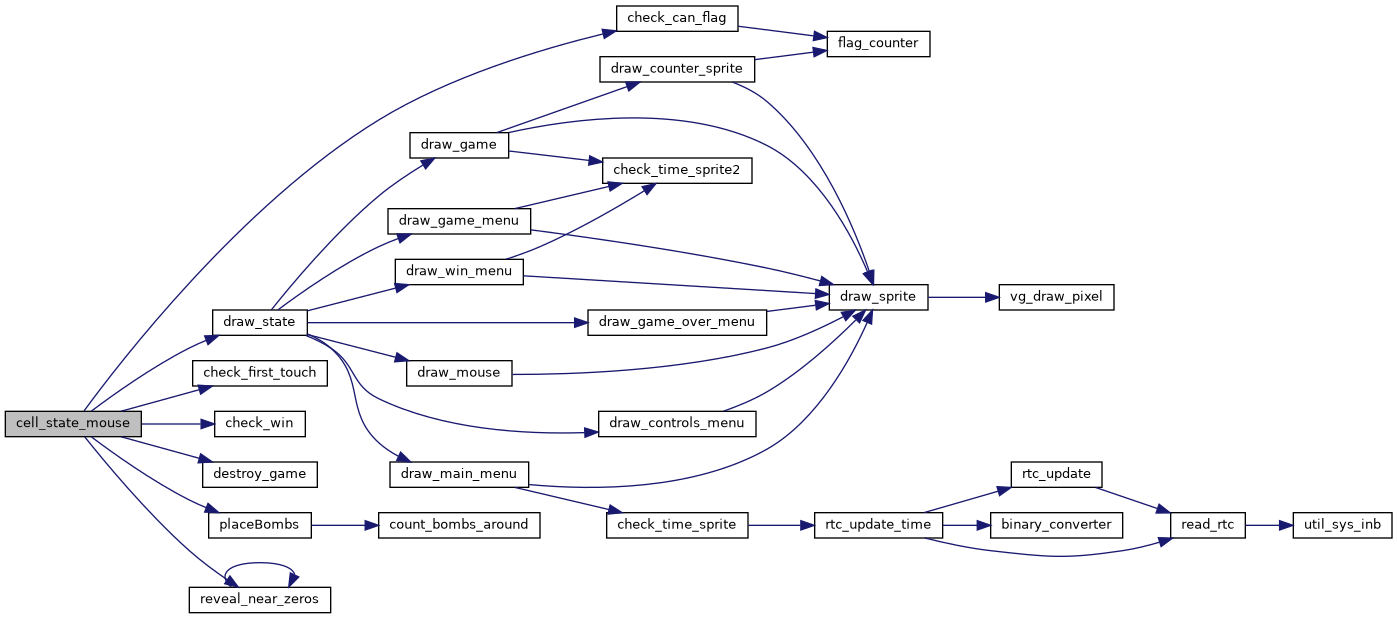 check_can_flag
flag_counter
draw_counter_sprite
draw_game
check_time_sprite2
draw_game_menu
draw_win_menu
draw_sprite
vg_draw_pixel
draw_state
draw_game_over_menu
draw_mouse
check_first_touch
cell_state_mouse
check_win
draw_controls_menu
destroy_game
draw_main_menu
rtc_update
placeBombs
count_bombs_around
check_time_sprite
rtc_update_time
binary_converter
read_rtc
util_sys_inb
reveal_near_zeros